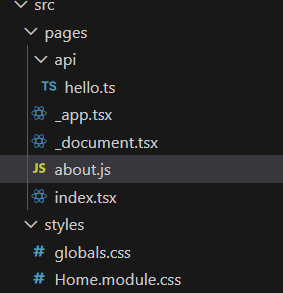 src
pages
api
TS hello.ts
_app.tsx
_document.tsx
JS about.js
index.tsx
styles
# globals.css
# Home.module.css